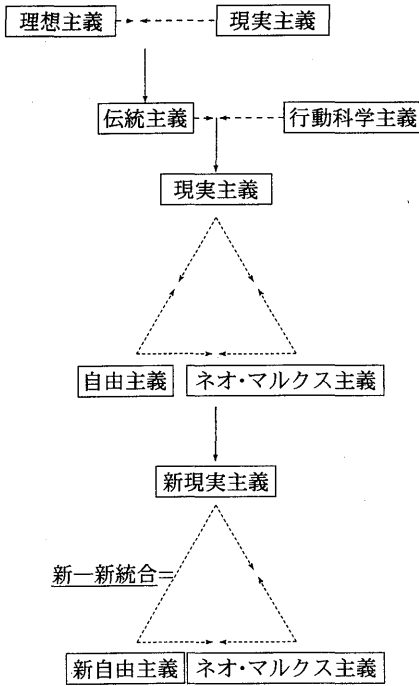 理想主義 現実主義
伝統主義 行動科学主義
現実主義
自由主義 ネオ・マルクス主義
新現実主義
新―新統合=
新自由主義 ネオ・マルクス主義